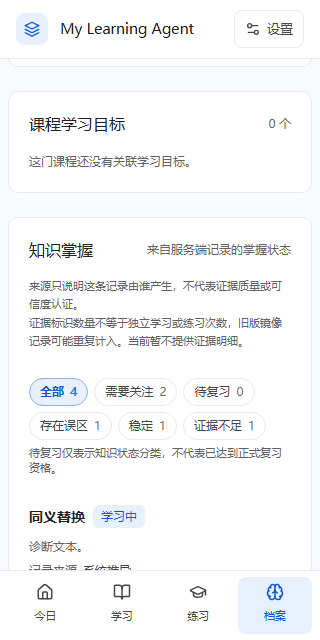 My Learning Agent
设置
课程学习目标
0 个
这门课程还没有关联学习目标。
知识掌握
来自服务端记录的掌握状态
来源只说明这条记录由谁产生，不代表证据质量或可
信度认证。
证据标识数量不等于独立学习或练习次数，旧版镜像
记录可能重复计入。当前暂不提供证据明细。
全部 4
需要关注 2
待复习 0
存在误区 1
稳定 1
证据不足 1
待复习仅表示知识状态分类，不代表已达到正式复习
资格。
同义替换
学习中
诊断文本。
记录来源 系统推导
今日
学习
练习
档案